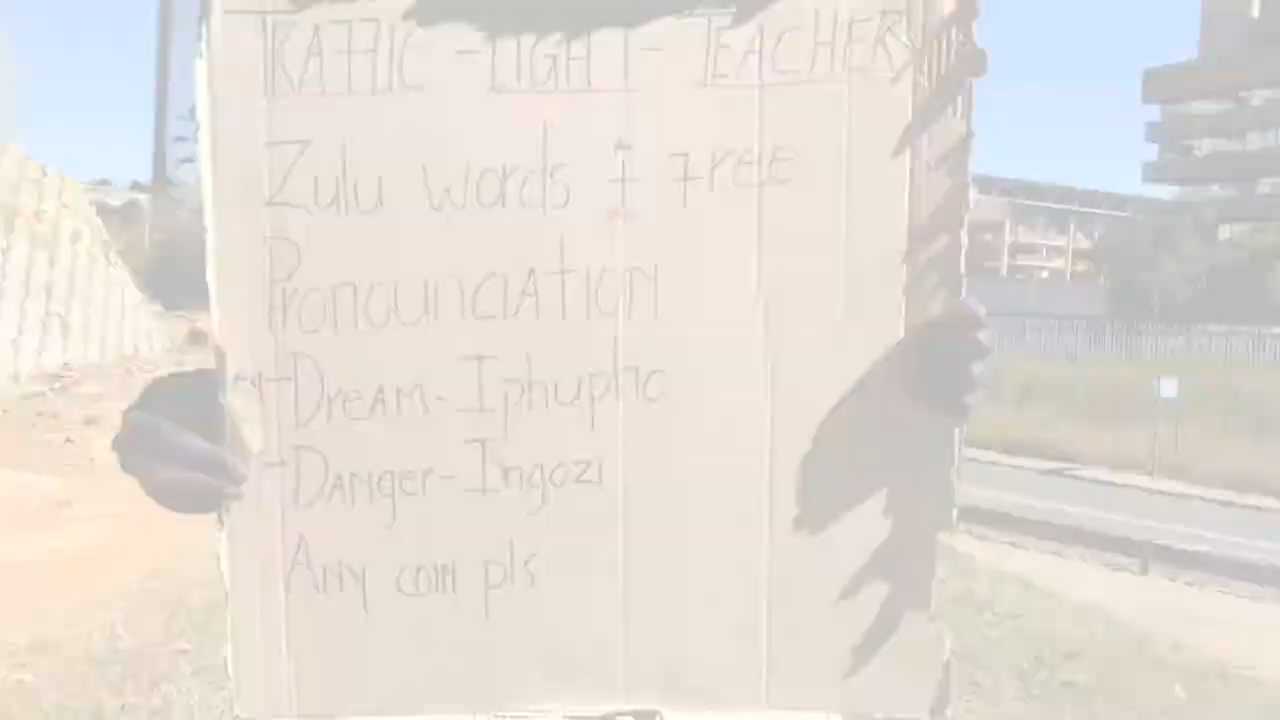 TRAFFIC - LIGHT - TEACHER
Zulu words & free
Pronounciation
-Dream - Iphupho
-Danger - Ingozi
Any coin pls